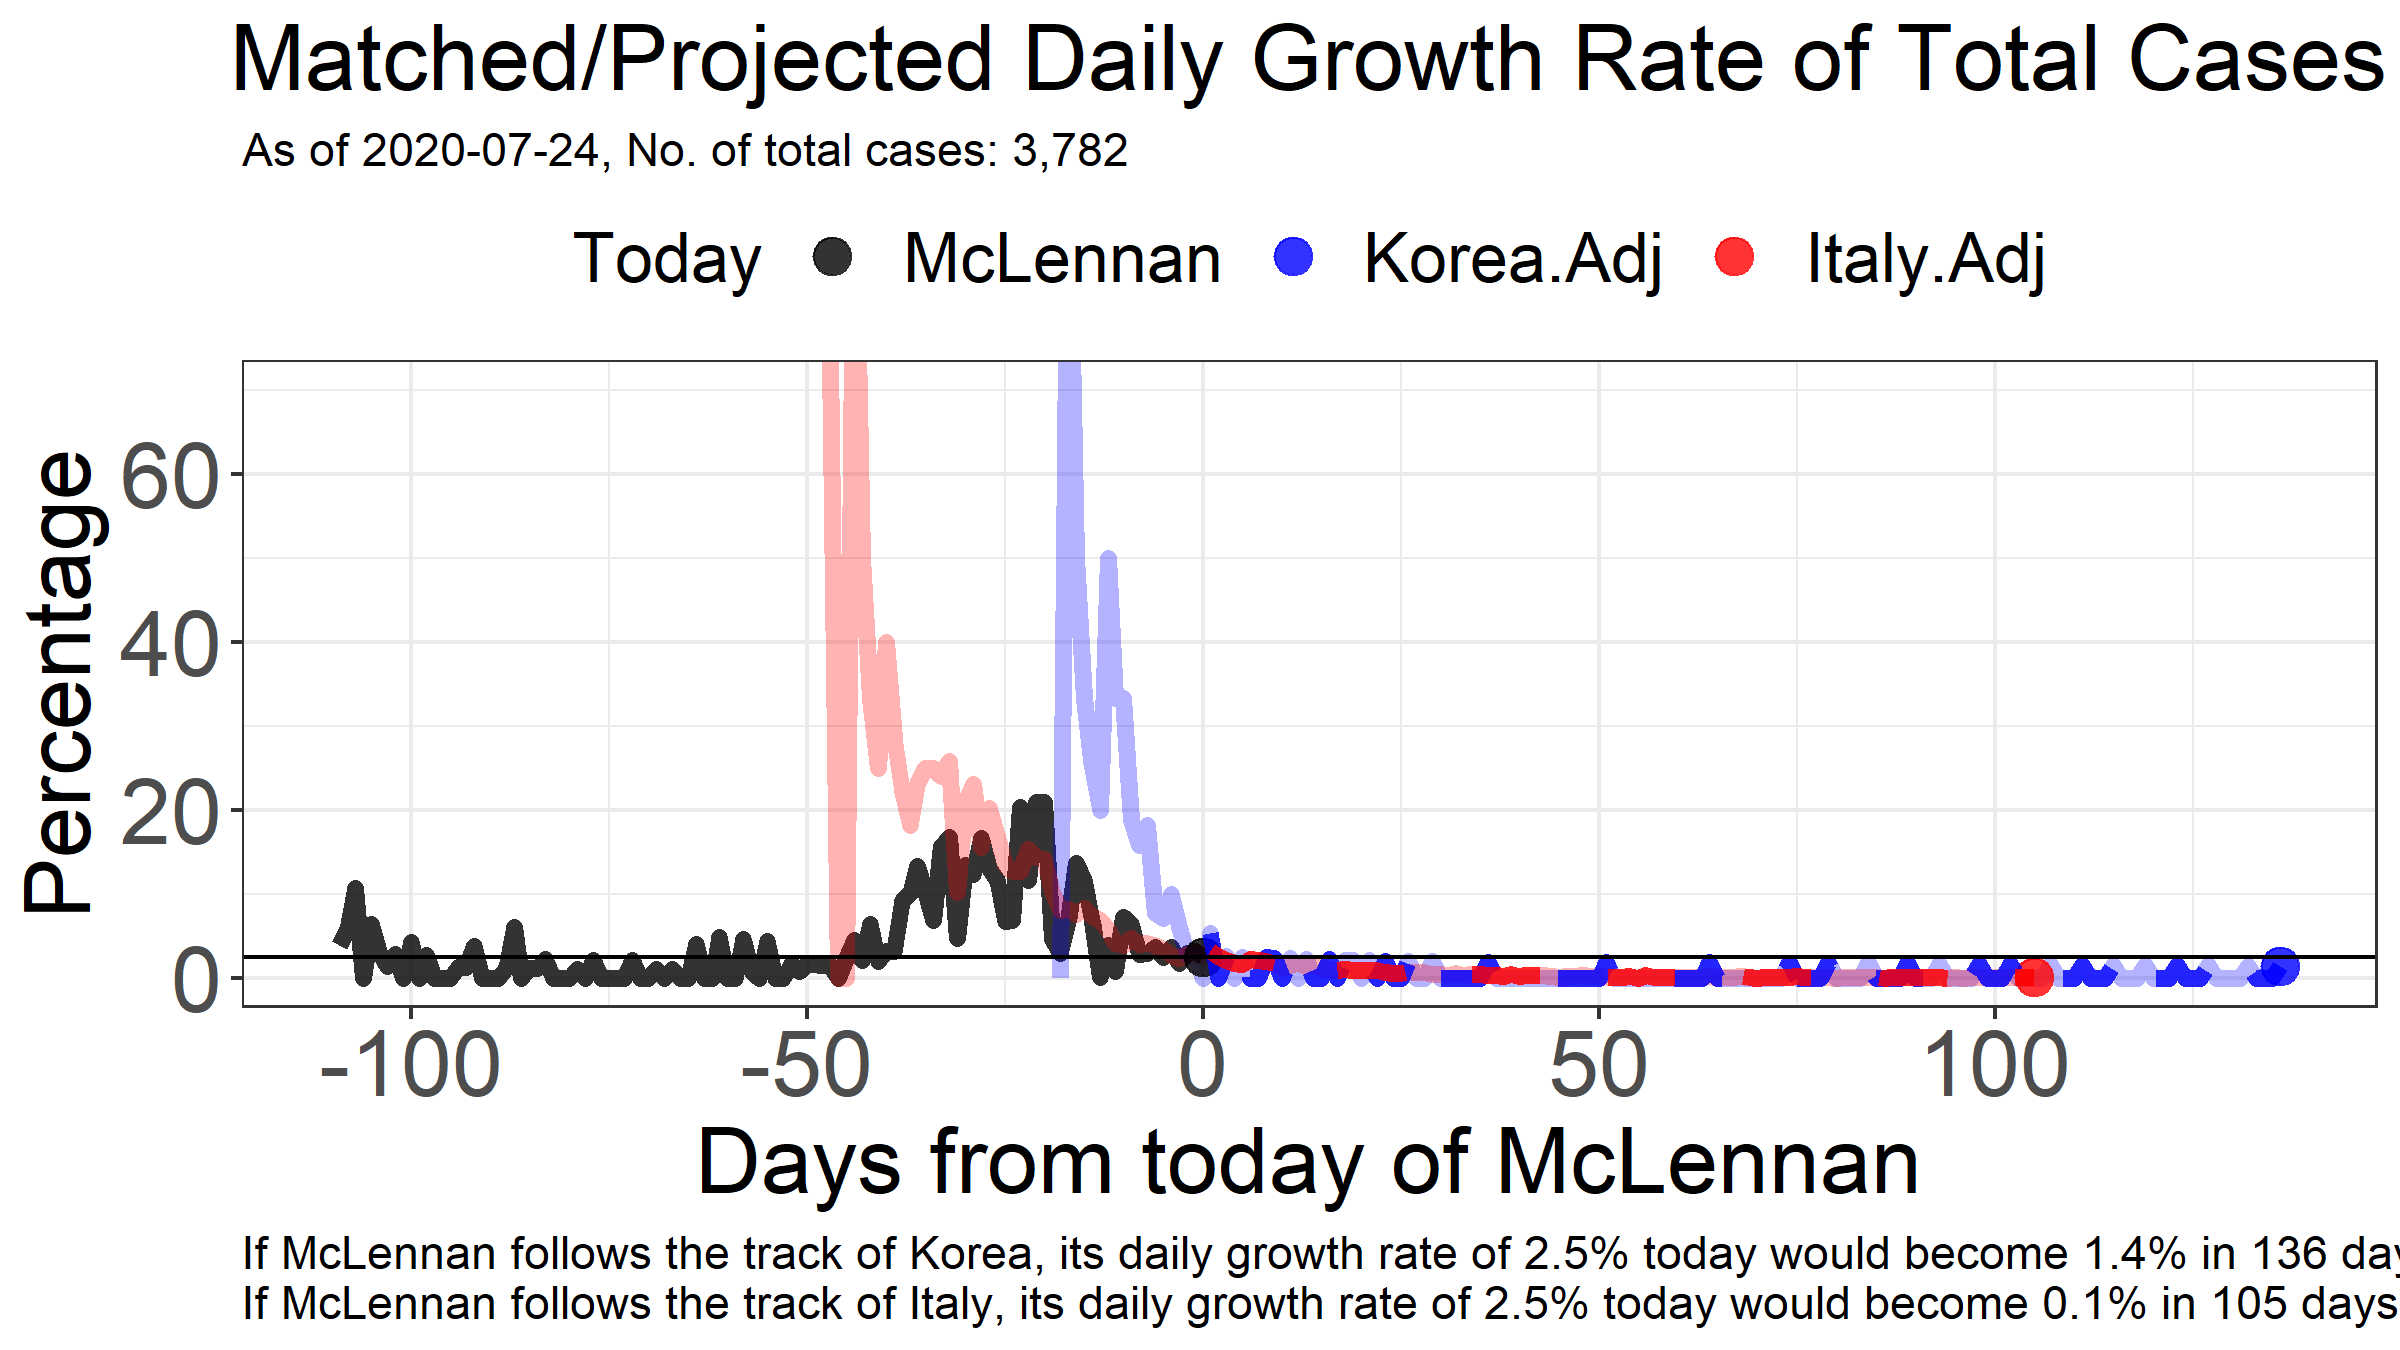 Matched/Projected Daily Growth Rate of Total Cases
As of 2020-07-24, No. of total cases: 3,782
Today McLennan Korea.Adj Italy.Adj
Percentage
60
40
20
0
-100 -50 0 50 100
Days from today of McLennan
If McLennan follows the track of Korea, its daily growth rate of 2.5% today would become 1.4% in 136
If McLennan follows the track of Italy, its daily growth rate of 2.5% today would become 0.1% in 105 days